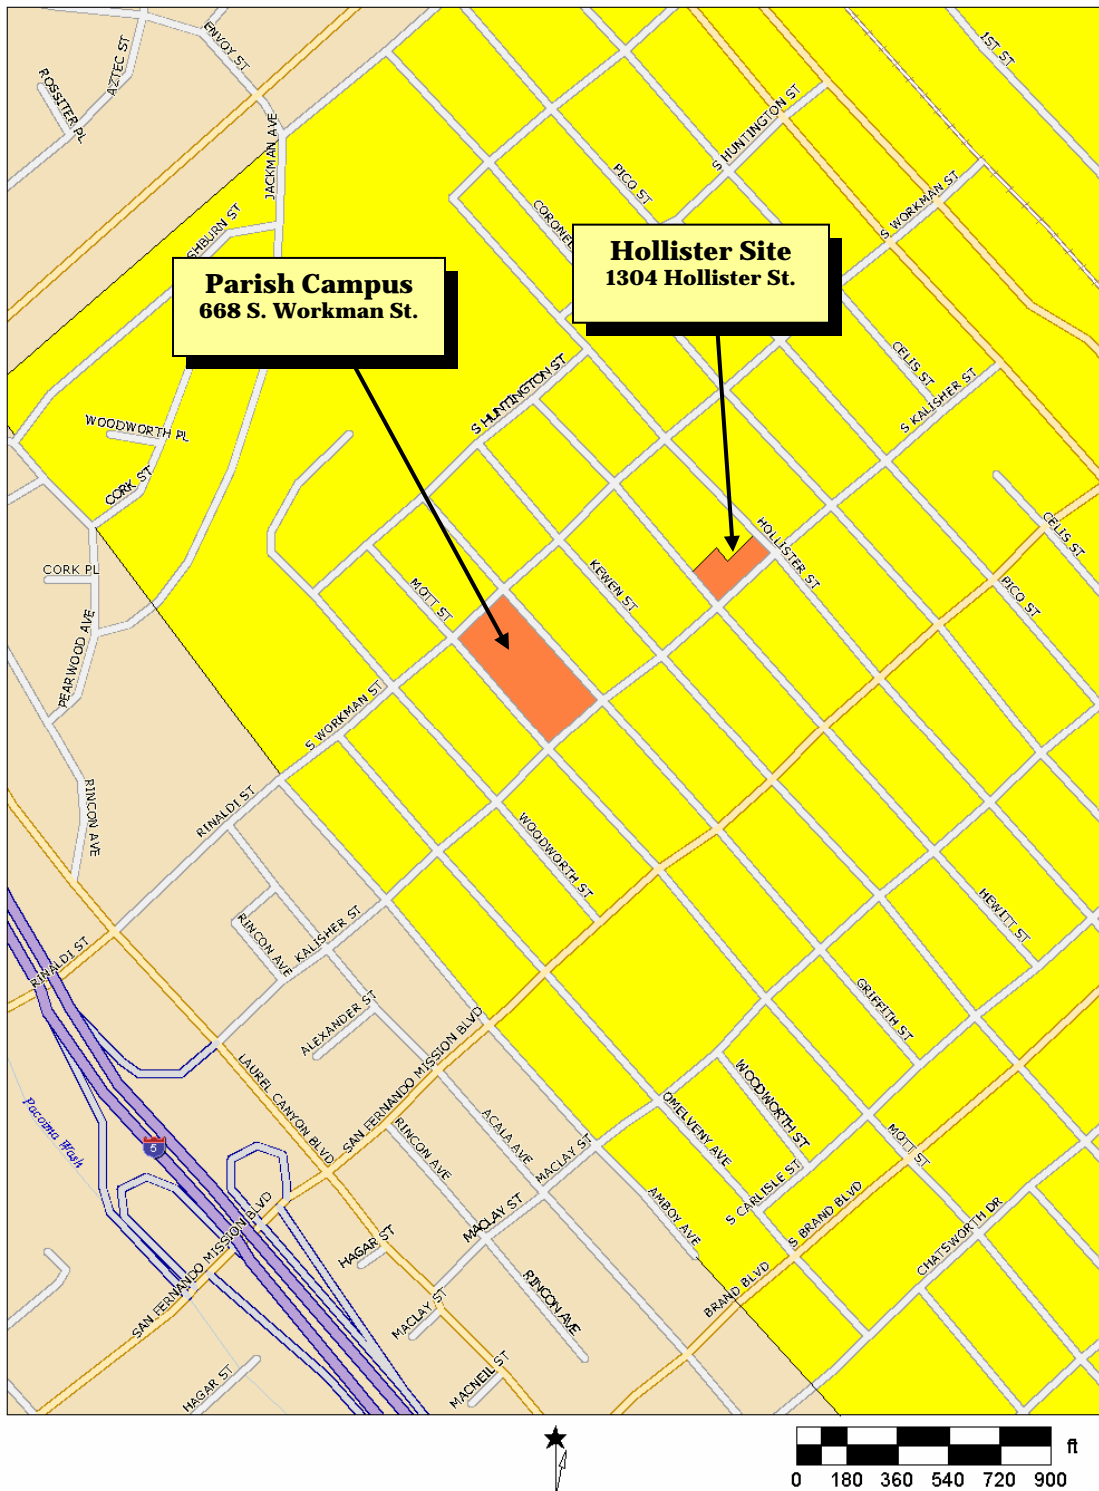 ENVOY ST
AZTEC ST
ROSSITER PL
JACKMAN AVE
1ST ST
S HUNTINGTON ST
PICO ST
S WORKMAN ST
Hollister Site
1304 Hollister St.
Parish Campus
668 S. Workman St.
CELIS ST
S KALISHER ST
S HUNTINGTON ST
WOODWORTH PL
CORK ST
CELIS ST
HOLLISTER ST
CORK PL
MOTT ST
KEWEN ST
PICO ST
PEARWOOD AVE
S WORKMAN ST
RINCON AVE
RINALDI ST
WOODWORTH ST
HEWITT ST
RINCON AVE
KALISHER ST
RINALDI ST
ALEXANDER ST
GRIFFITH ST
LAUREL CANYON BLVD
SAN FERNANDO MISSION BLVD
WOODWORTH ST
OMELVENY AVE
ACALA AVE
RINCON AVE
MACLAY ST
MOTT ST
Pacoima Wash
5
S CARLISLE ST
AMBOY AVE
S BRAND BLVD
MACLAY ST
CHATSWORTH DR
SAN FERNANDO MISSION BLVD
HAGAR ST
RINCON AVE
BRAND BLVD
MACLAY ST
MACNEIL ST
HAGAR ST
ft
0 180 360 540 720 900